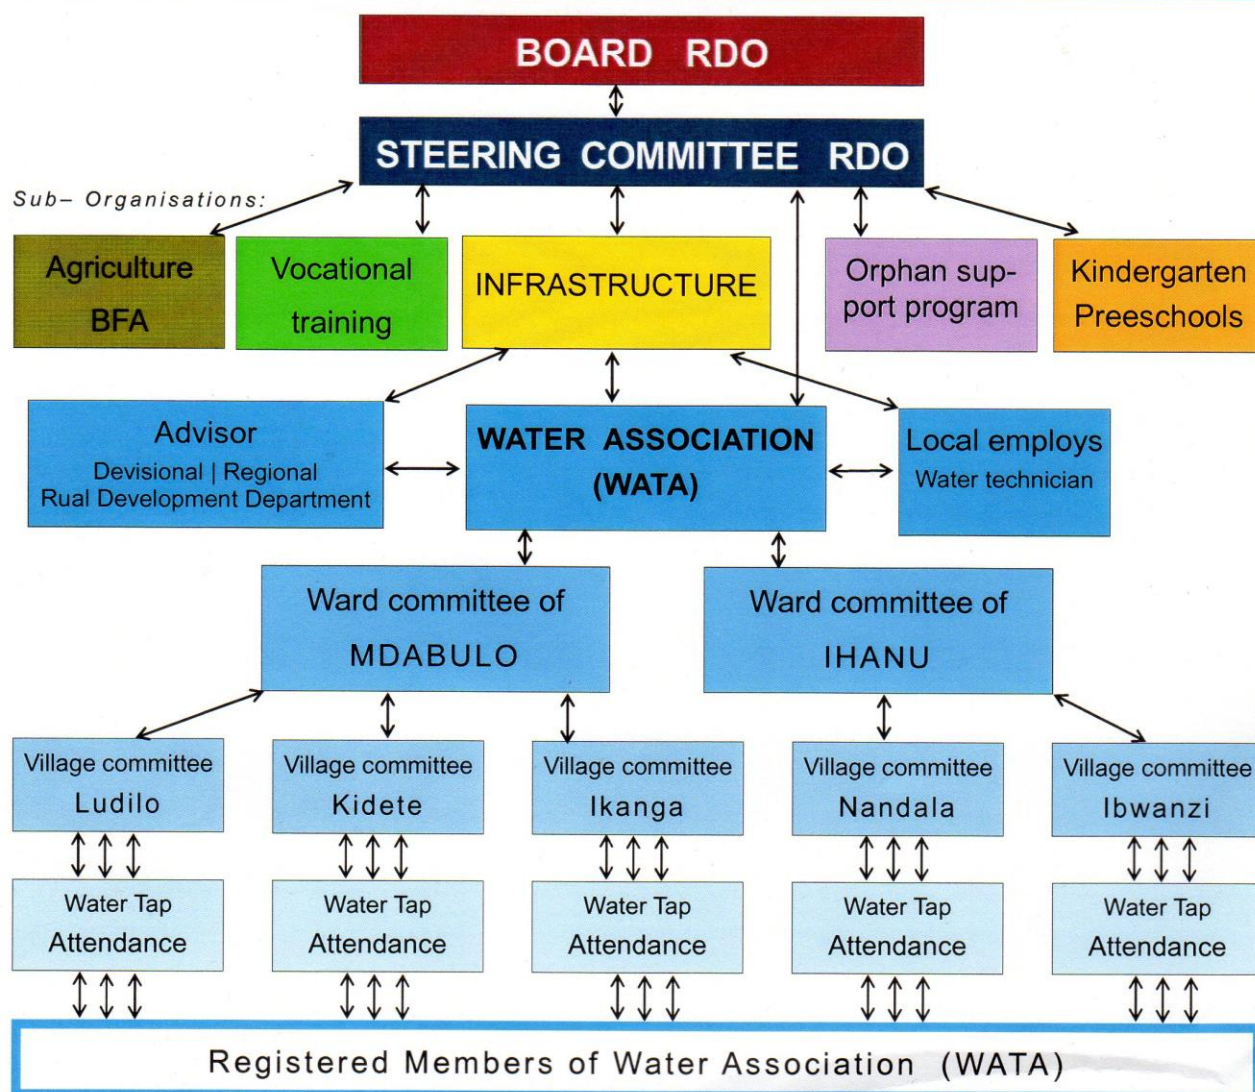 BOARD RDO
STEERING COMMITTEE RDO
Sub– Organisations:
Agriculture
BFA
Vocational
training
INFRASTRUCTURE
Orphan sup-
port program
Kindergarten
Preeschools
Advisor
Devisional | Regional
Rual Development Department
WATER ASSOCIATION
(WATA)
Local employs
Water technician
Ward committee of
MDABULO
Ward committee of
IHANU
Village committee
Ludilo
Village committee
Kidete
Village committee
Ikanga
Village committee
Nandala
Village committee
Ibwanzi
Water Tap
Attendance
Water Tap
Attendance
Water Tap
Attendance
Water Tap
Attendance
Water Tap
Attendance
Registered Members of Water Association (WATA)